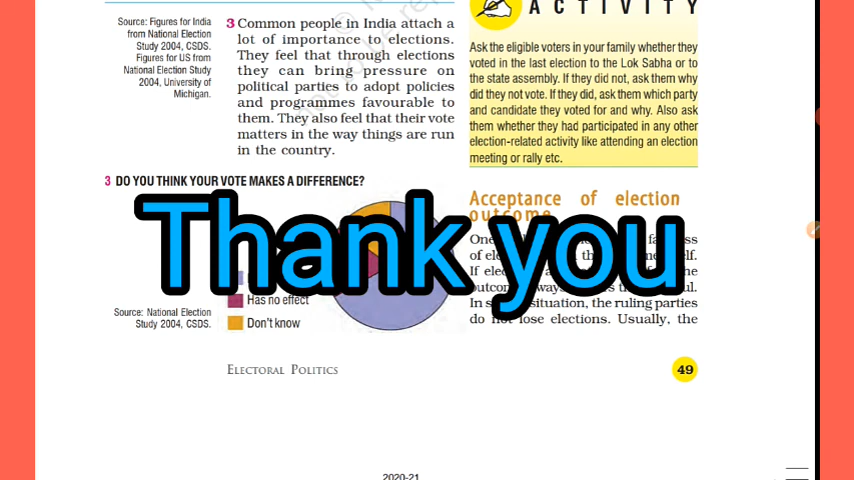 Source: Figures for India
from National Election
Study 2004, CSDS.
Figures for US from
National Election Study
2004, University of
Michigan.
3 Common people in India attach a
lot of importance to elections.
They feel that through elections
they can bring pressure on
political parties to adopt policies
and programmes favourable to
them. They also feel that their vote
matters in the way things are run
in the country.
3 DO YOU THINK YOUR VOTE MAKES A DIFFERENCE?
Has no effect
Don't know
Source: National Election
Study 2004, CSDS.
ACTIVITY
Ask the eligible voters in your family whether they
voted in the last election to the Lok Sabha or to
the state assembly. If they did not, ask them why
did they not vote. If they did, ask them which party
and candidate they voted for and why. Also ask
them whether they had participated in any other
election-related activity like attending an election
meeting or rally etc.
Acceptance of election
outcome
One
of
If
outcome
In situation, the ruling parties
do not lose elections. Usually, the
Thank you
ELECTORAL POLITICS
49
2020-21